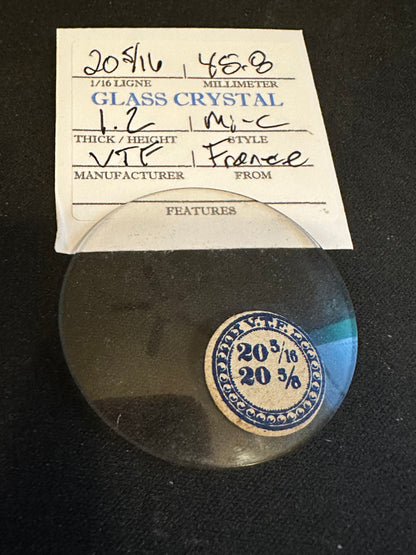 20 5/16 45.8
1/16 LIGNE MILLIMETER
GLASS CRYSTAL
1.2 Mi-C
THICK / HEIGHT STYLE
VTF France
MANUFACTURER FROM
FEATURES
V.T.F.
20 5/16
20 5/8